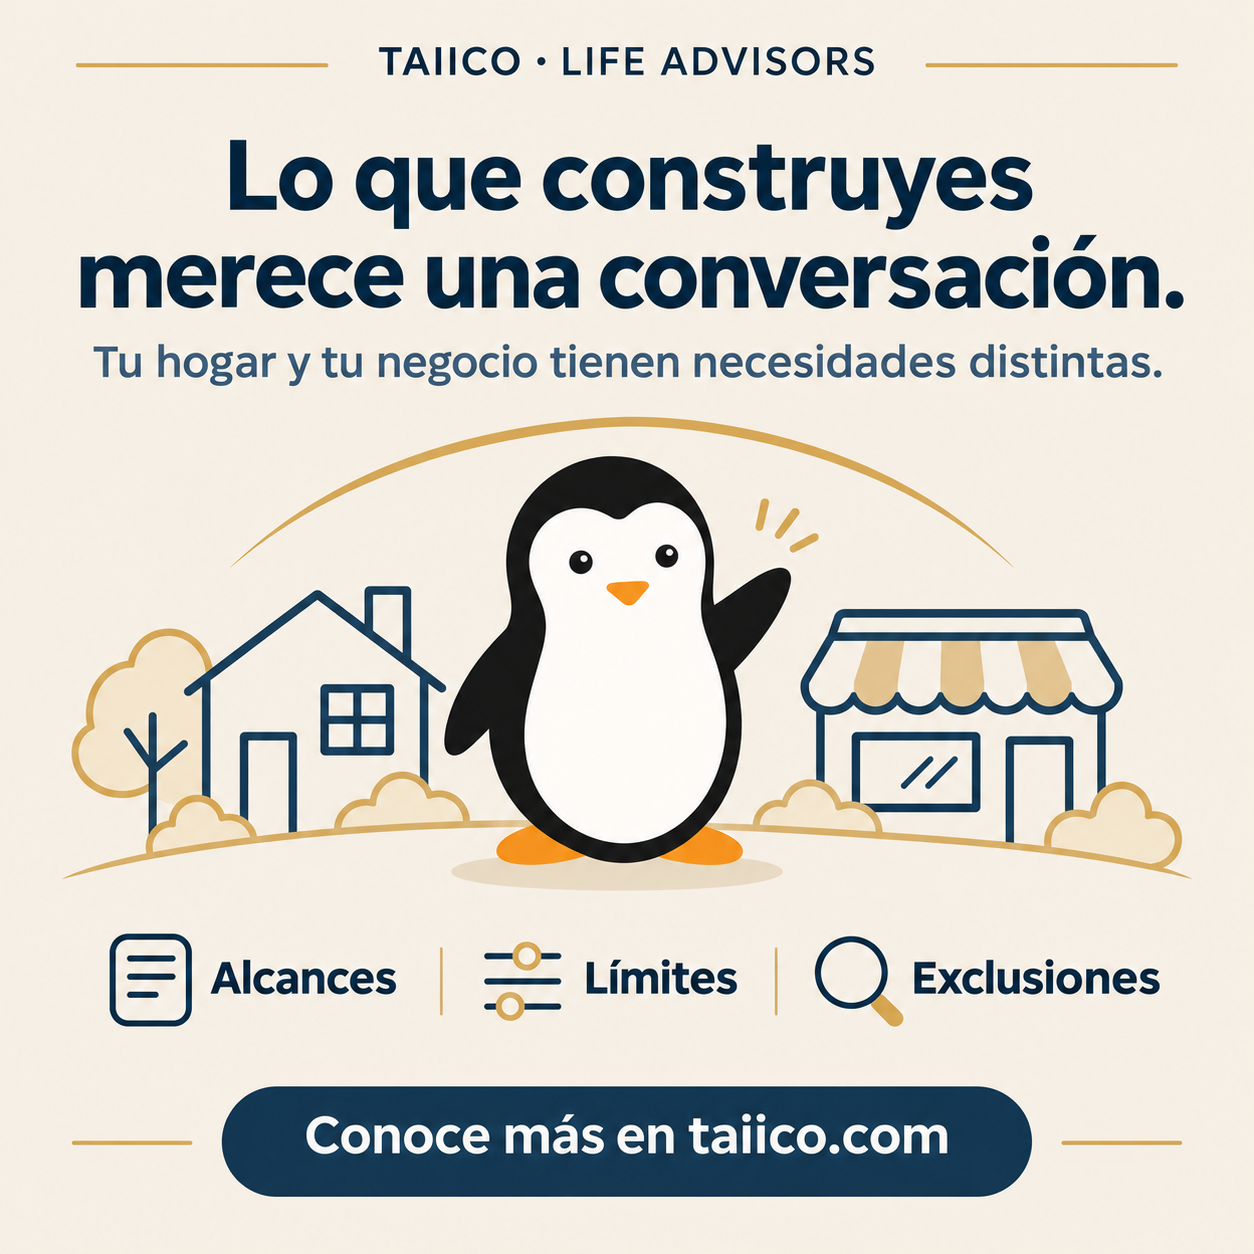 TAIICO · LIFE ADVISORS
Lo que construyes
merece una conversación.
Tu hogar y tu negocio tienen necesidades distintas.
Alcances
Límites
Exclusiones
Conoce más en taiico.com